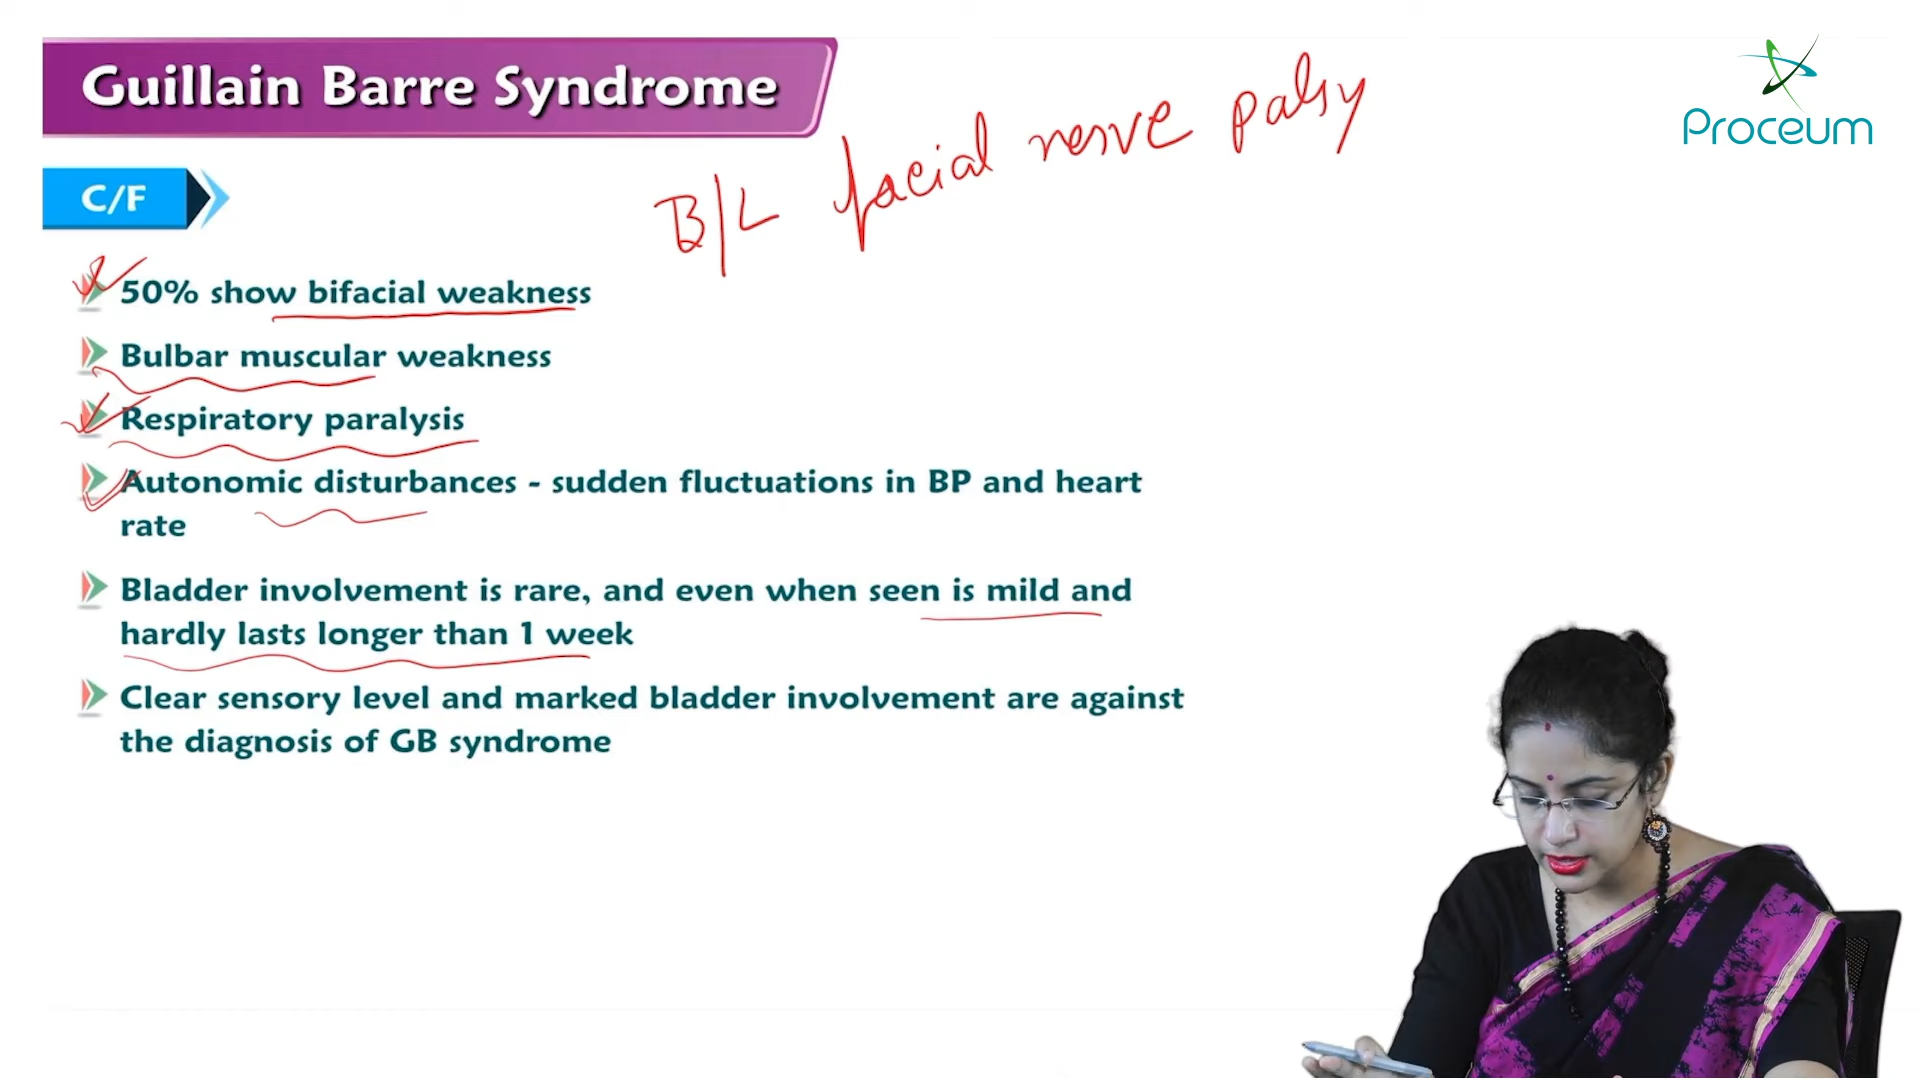 Guillain Barre Syndrome
B/L facial nerve palsy
Proceum
C/F
50% show bifacial weakness
Bulbar muscular weakness
Respiratory paralysis
Autonomic disturbances - sudden fluctuations in BP and heart
rate
Bladder involvement is rare, and even when seen is mild and
hardly lasts longer than 1 week
Clear sensory level and marked bladder involvement are against
the diagnosis of GB syndrome